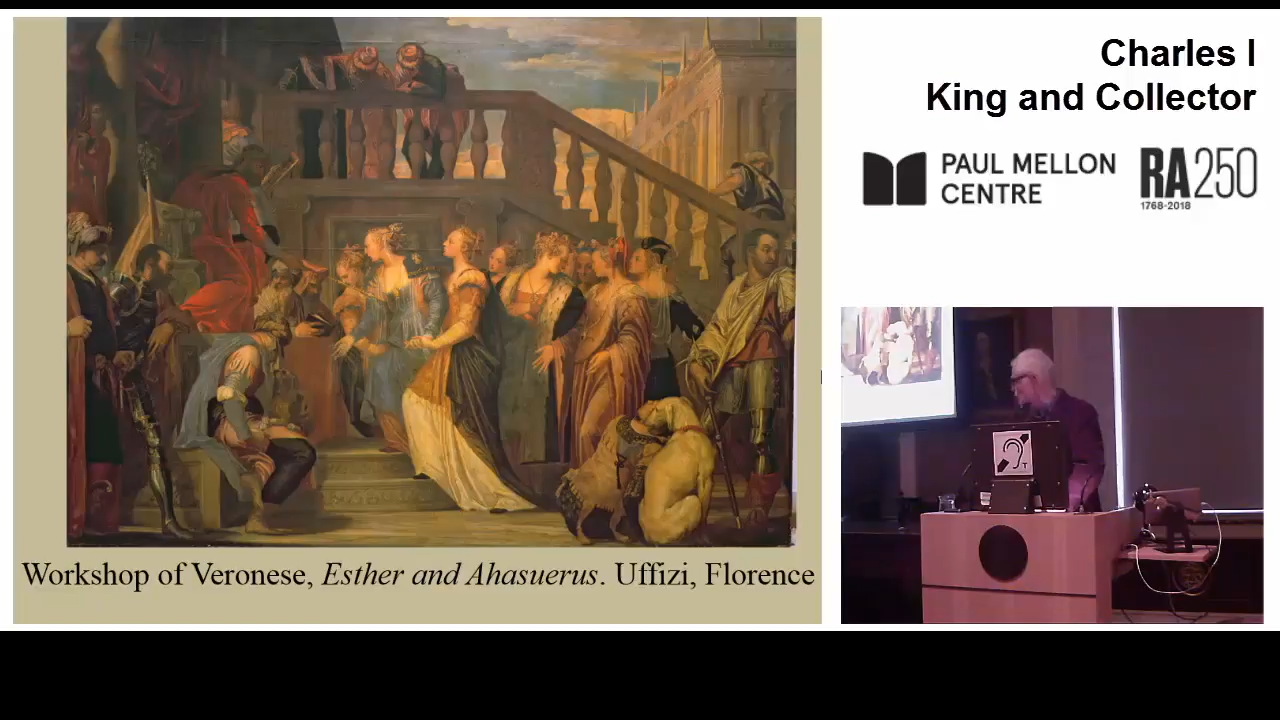 Charles I
King and Collector
PAUL MELLON
CENTRE
RA250
1768-2018
Workshop of Veronese, Esther and Ahasuerus. Uffizi, Florence
T